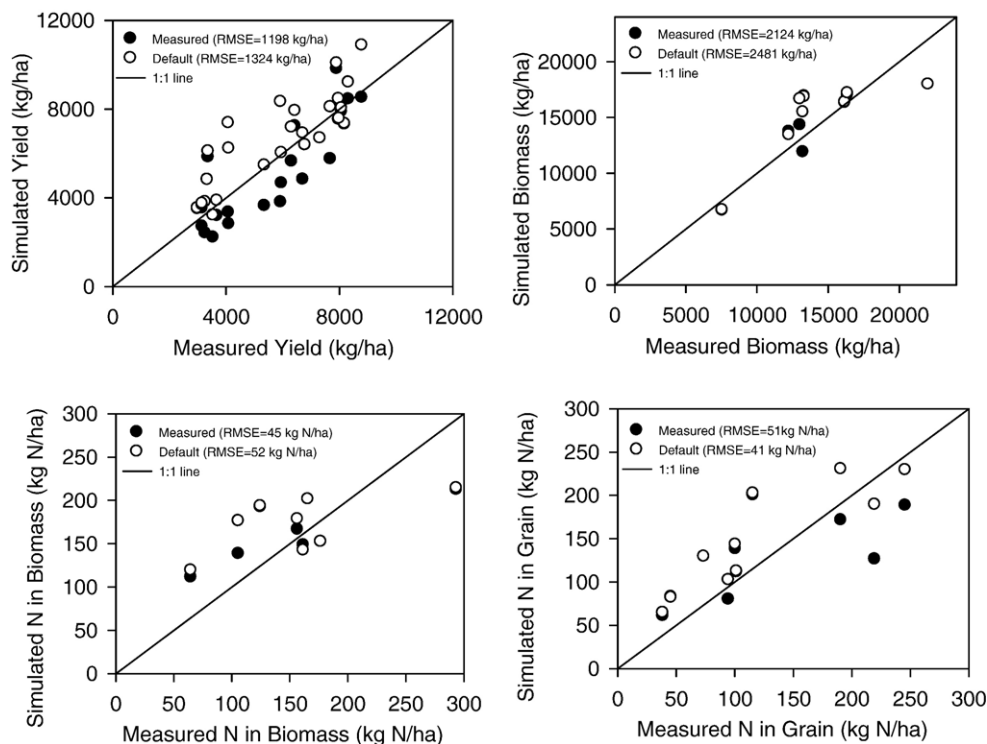 12000
8000
4000
0
Simulated Yield (kg/ha)
Measured (RMSE=1198 kg/ha)
Default (RMSE=1324 kg/ha)
1:1 line
0 4000 8000 12000
Measured Yield (kg/ha)
20000
15000
10000
5000
0
Simulated Biomass (kg/ha)
Measured (RMSE=2124 kg/ha)
Default (RMSE=2481 kg/ha)
1:1 line
0 5000 10000 15000 20000
Measured Biomass (kg/ha)
300
250
200
150
100
50
0
Simulated N in Biomass (kg N/ha)
Measured (RMSE=45 kg N/ha)
Default (RMSE=52 kg N/ha)
1:1 line
0 50 100 150 200 250 300
Measured N in Biomass (kg N/ha)
300
250
200
150
100
50
0
Simulated N in Grain (kg N/ha)
Measured (RMSE=51kg N/ha)
Default (RMSE=41 kg N/ha)
1:1 line
0 50 100 150 200 250 300
Measured N in Grain (kg N/ha)